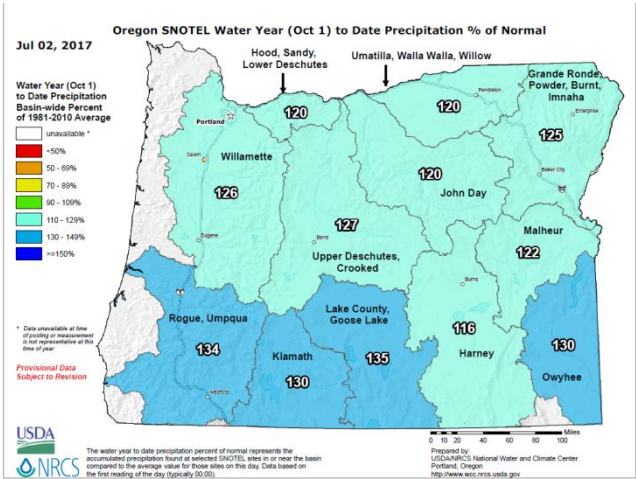 Oregon SNOTEL Water Year (Oct 1) to Date Precipitation % of Normal
Jul 02, 2017
Water Year (Oct 1)
to Date Precipitation
Basin-wide Percent
of 1981-2010 Average
unavailable *
<50%
50 - 69%
70 - 89%
90 - 109%
110 - 129%
130 - 149%
>=150%
* Data unavailable at time
of posting or measurement
is not representative at this
time of year
Provisional Data
Subject to Revision
Hood, Sandy,
Lower Deschutes
Umatilla, Walla Walla, Willow
Grande Ronde,
Powder, Burnt,
Imnaha
Pendleton
Enterprise
120
120
Portland
125
Salem
Willamette
120
Baker City
John Day
126
127
Malheur
Eugene
Bend
122
Upper Deschutes,
Crooked
Burns
Rogue, Umpqua
Lake County,
Goose Lake
116
134
Klamath
135
Harney
130
130
Owyhee
Medford
Miles
0 10 20 40 60 80 100
USDA
NRCS
The water year to date precipitation percent of normal represents the
accumulated precipitation found at selected SNOTEL sites in or near the basin
compared to the average value for those sites on this day. Data based on
the first reading of the day (typically 00:00).
Prepared by:
USDA/NRCS National Water and Climate Center
Portland, Oregon
http://www.wcc.nrcs.usda.gov